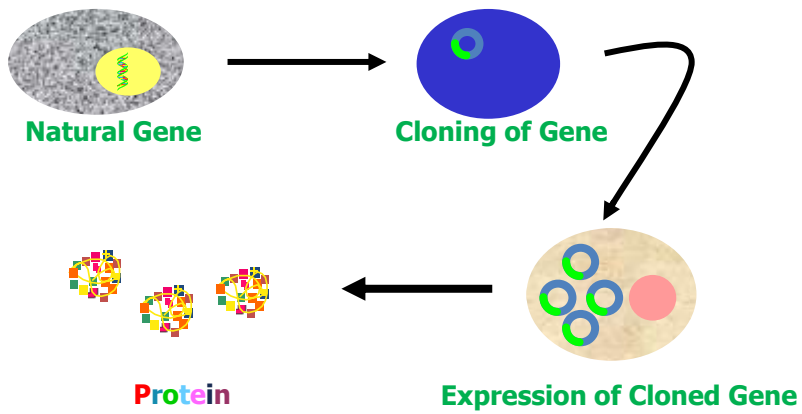 Natural Gene
Cloning of Gene
Protein
Expression of Cloned Gene